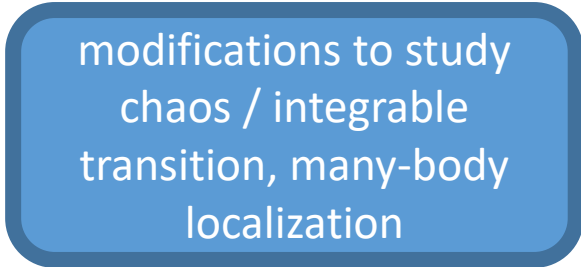 modifications to study
chaos / integrable
transition, many-body
localization